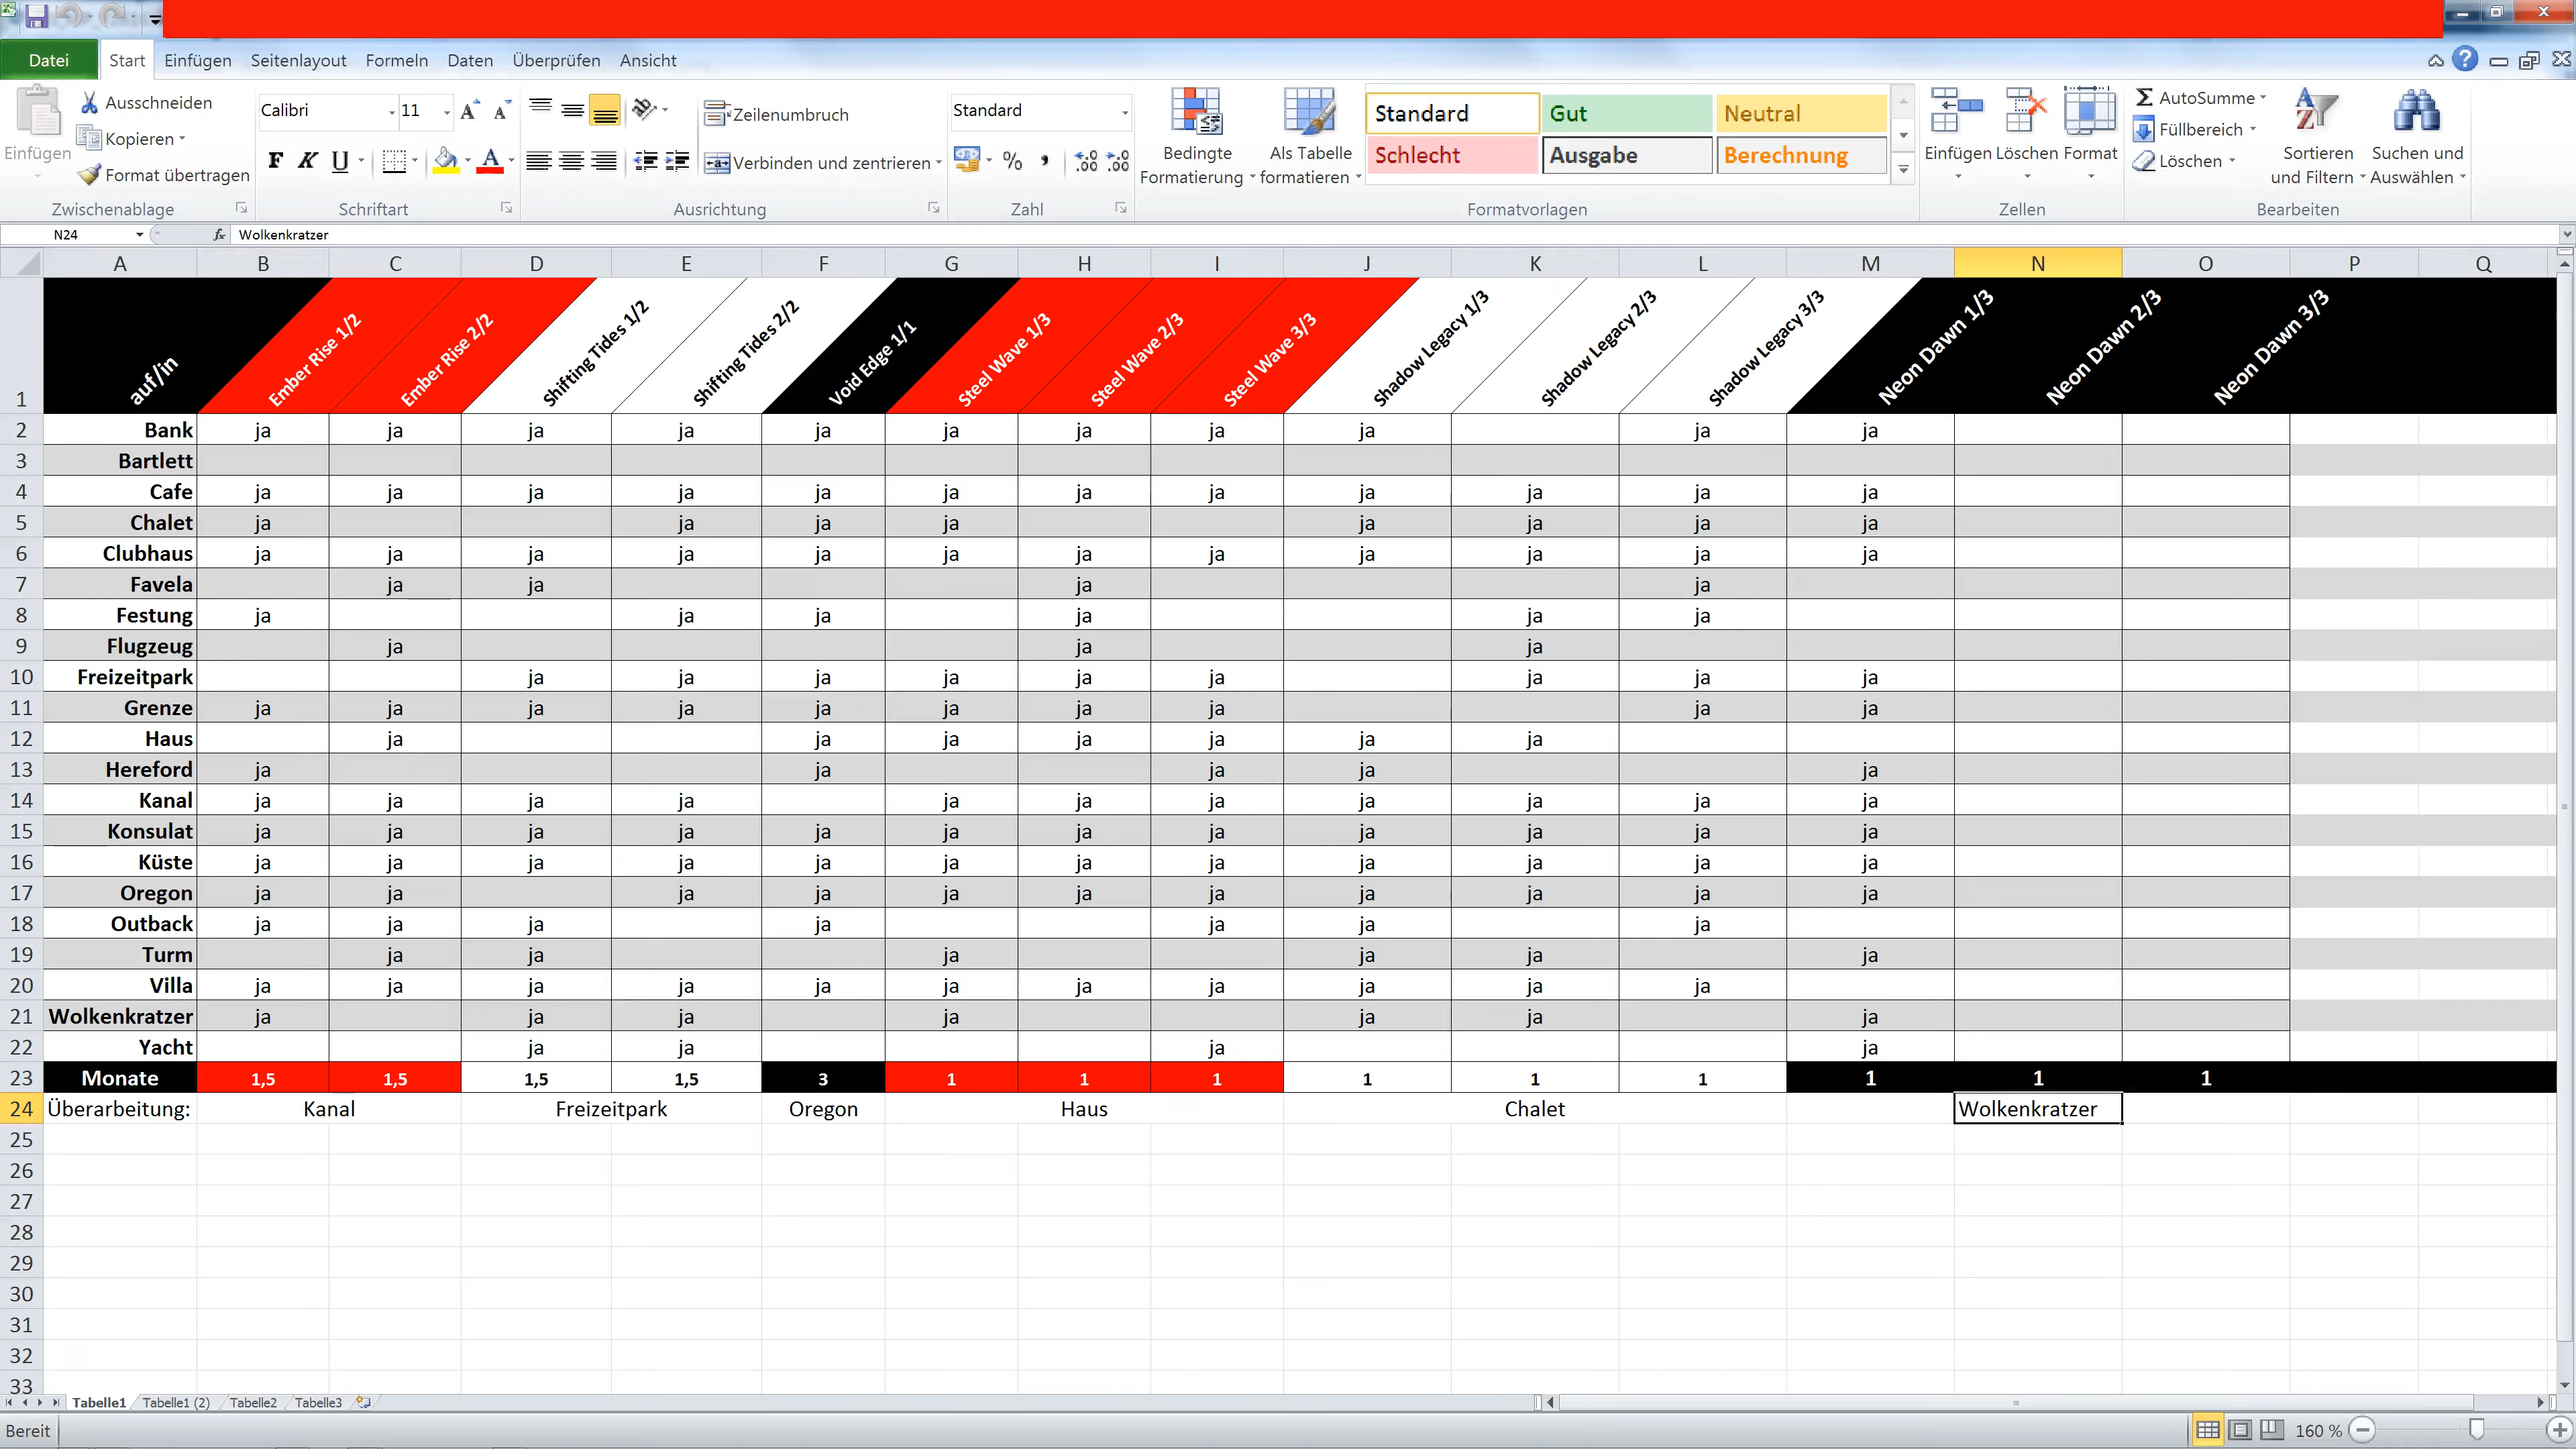 Datei Start Einfügen Seitenlayout Formeln Daten Überprüfen Ansicht
Einfügen
Ausschneiden
Kopieren
Format übertragen
Zwischenablage
Calibri 11
F K U
Schriftart
Zeilenumbruch
Verbinden und zentrieren
Ausrichtung
Standard
Zahl
Bedingte Formatierung
Als Tabelle formatieren
Standard Gut Neutral
Schlecht Ausgabe Berechnung
Formatvorlagen
Einfügen Löschen Format
Zellen
AutoSumme
Füllbereich
Löschen
Sortieren und Filtern
Suchen und Auswählen
Bearbeiten
N24 fx Wolkenkratzer
A B C D E F G H I J K L M N O P Q
1 auf/in Ember Rise 1/2 Ember Rise 2/2 Shifting Tides 1/2 Shifting Tides 2/2 Void Edge 1/1 Steel Wave 1/3 Steel Wave 2/3 Steel Wave 3/3 Shadow Legacy 1/3 Shadow Legacy 2/3 Shadow Legacy 3/3 Neon Dawn 1/3 Neon Dawn 2/3 Neon Dawn 3/3
2 Bank ja ja ja ja ja ja ja ja ja ja ja
3 Bartlett
4 Cafe ja ja ja ja ja ja ja ja ja ja ja ja
5 Chalet ja ja ja ja ja ja ja ja
6 Clubhaus ja ja ja ja ja ja ja ja ja ja ja ja
7 Favela ja ja ja ja
8 Festung ja ja ja ja ja ja
9 Flugzeug ja ja ja
10 Freizeitpark ja ja ja ja ja ja ja ja ja
11 Grenze ja ja ja ja ja ja ja ja ja ja
12 Haus ja ja ja ja ja ja ja
13 Hereford ja ja ja ja ja
14 Kanal ja ja ja ja ja ja ja ja ja ja ja
15 Konsulat ja ja ja ja ja ja ja ja ja ja ja ja
16 Küste ja ja ja ja ja ja ja ja ja ja ja ja
17 Oregon ja ja ja ja ja ja ja ja ja ja ja
18 Outback ja ja ja ja ja ja ja
19 Turm ja ja ja ja ja ja
20 Villa ja ja ja ja ja ja ja ja ja ja ja
21 Wolkenkratzer ja ja ja ja ja ja ja
22 Yacht ja ja ja ja
23 Monate 1,5 1,5 1,5 1,5 3 1 1 1 1 1 1 1 1 1
24 Überarbeitung: Kanal Freizeitpark Oregon Haus Chalet Wolkenkratzer
25
26
27
28
29
30
31
32
33
Tabelle1 Tabelle1 (2) Tabelle2 Tabelle3
Bereit 160 %